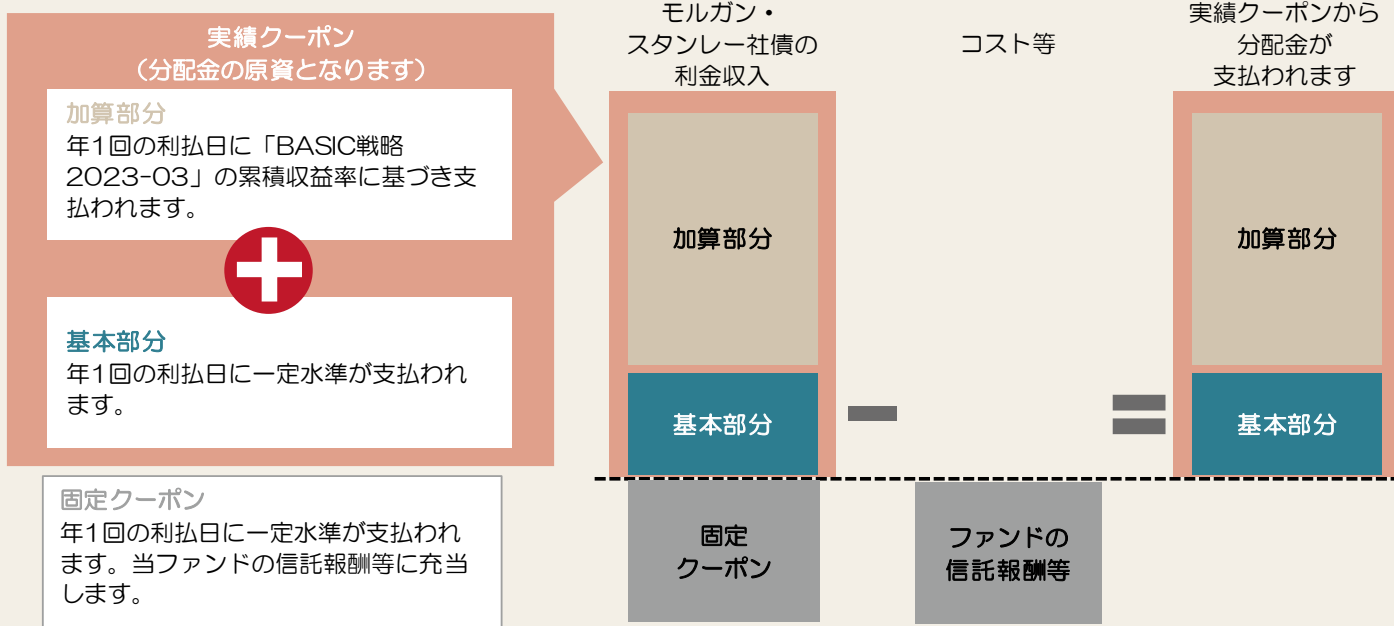 実績クーポン
(分配金の原資となります)
加算部分
年1回の利払日に「BASIC戦略
2023-03」の累積収益率に基づき支
払われます。
基本部分
年1回の利払日に一定水準が支払われ
ます。
固定クーポン
年1回の利払日に一定水準が支払われ
ます。当ファンドの信託報酬等に充当
します。
モルガン・
スタンレー社債の
利金収入
加算部分
基本部分
固定
クーポン
コスト等
ファンドの
信託報酬等
実績クーポンから
分配金が
支払われます
加算部分
基本部分